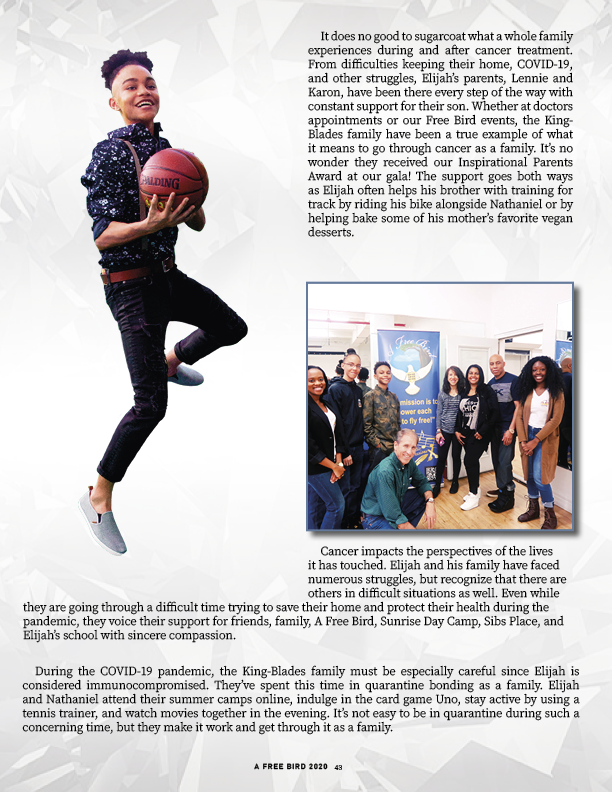 It does no good to sugarcoat what a whole family
experiences during and after cancer treatment.
From difficulties keeping their home, COVID-19,
and other struggles, Elijah's parents, Lennie and
Karon, have been there every step of the way with
constant support for their son. Whether at doctors
appointments or our Free Bird events, the King-
Blades family have been a true example of what
it means to go through cancer as a family. It's no
wonder they received our Inspirational Parents
Award at our gala! The support goes both ways
as Elijah often helps his brother with training for
track by riding his bike alongside Nathaniel or by
helping bake some of his mother's favorite vegan
desserts.
SPALDING
Free Bird
mission is to
ower each
to fly free!"
Cancer impacts the perspectives of the lives
it has touched. Elijah and his family have faced
numerous struggles, but recognize that there are
others in difficult situations as well. Even while
they are going through a difficult time trying to save their home and protect their health during the
pandemic, they voice their support for friends, family, A Free Bird, Sunrise Day Camp, Sibs Place, and
Elijah's school with sincere compassion.
During the COVID-19 pandemic, the King-Blades family must be especially careful since Elijah is
considered immunocompromised. They've spent this time in quarantine bonding as a family. Elijah
and Nathaniel attend their summer camps online, indulge in the card game Uno, stay active by using a
tennis trainer, and watch movies together in the evening. It's not easy to be in quarantine during such a
concerning time, but they make it work and get through it as a family.
A FREE BIRD 2020 43